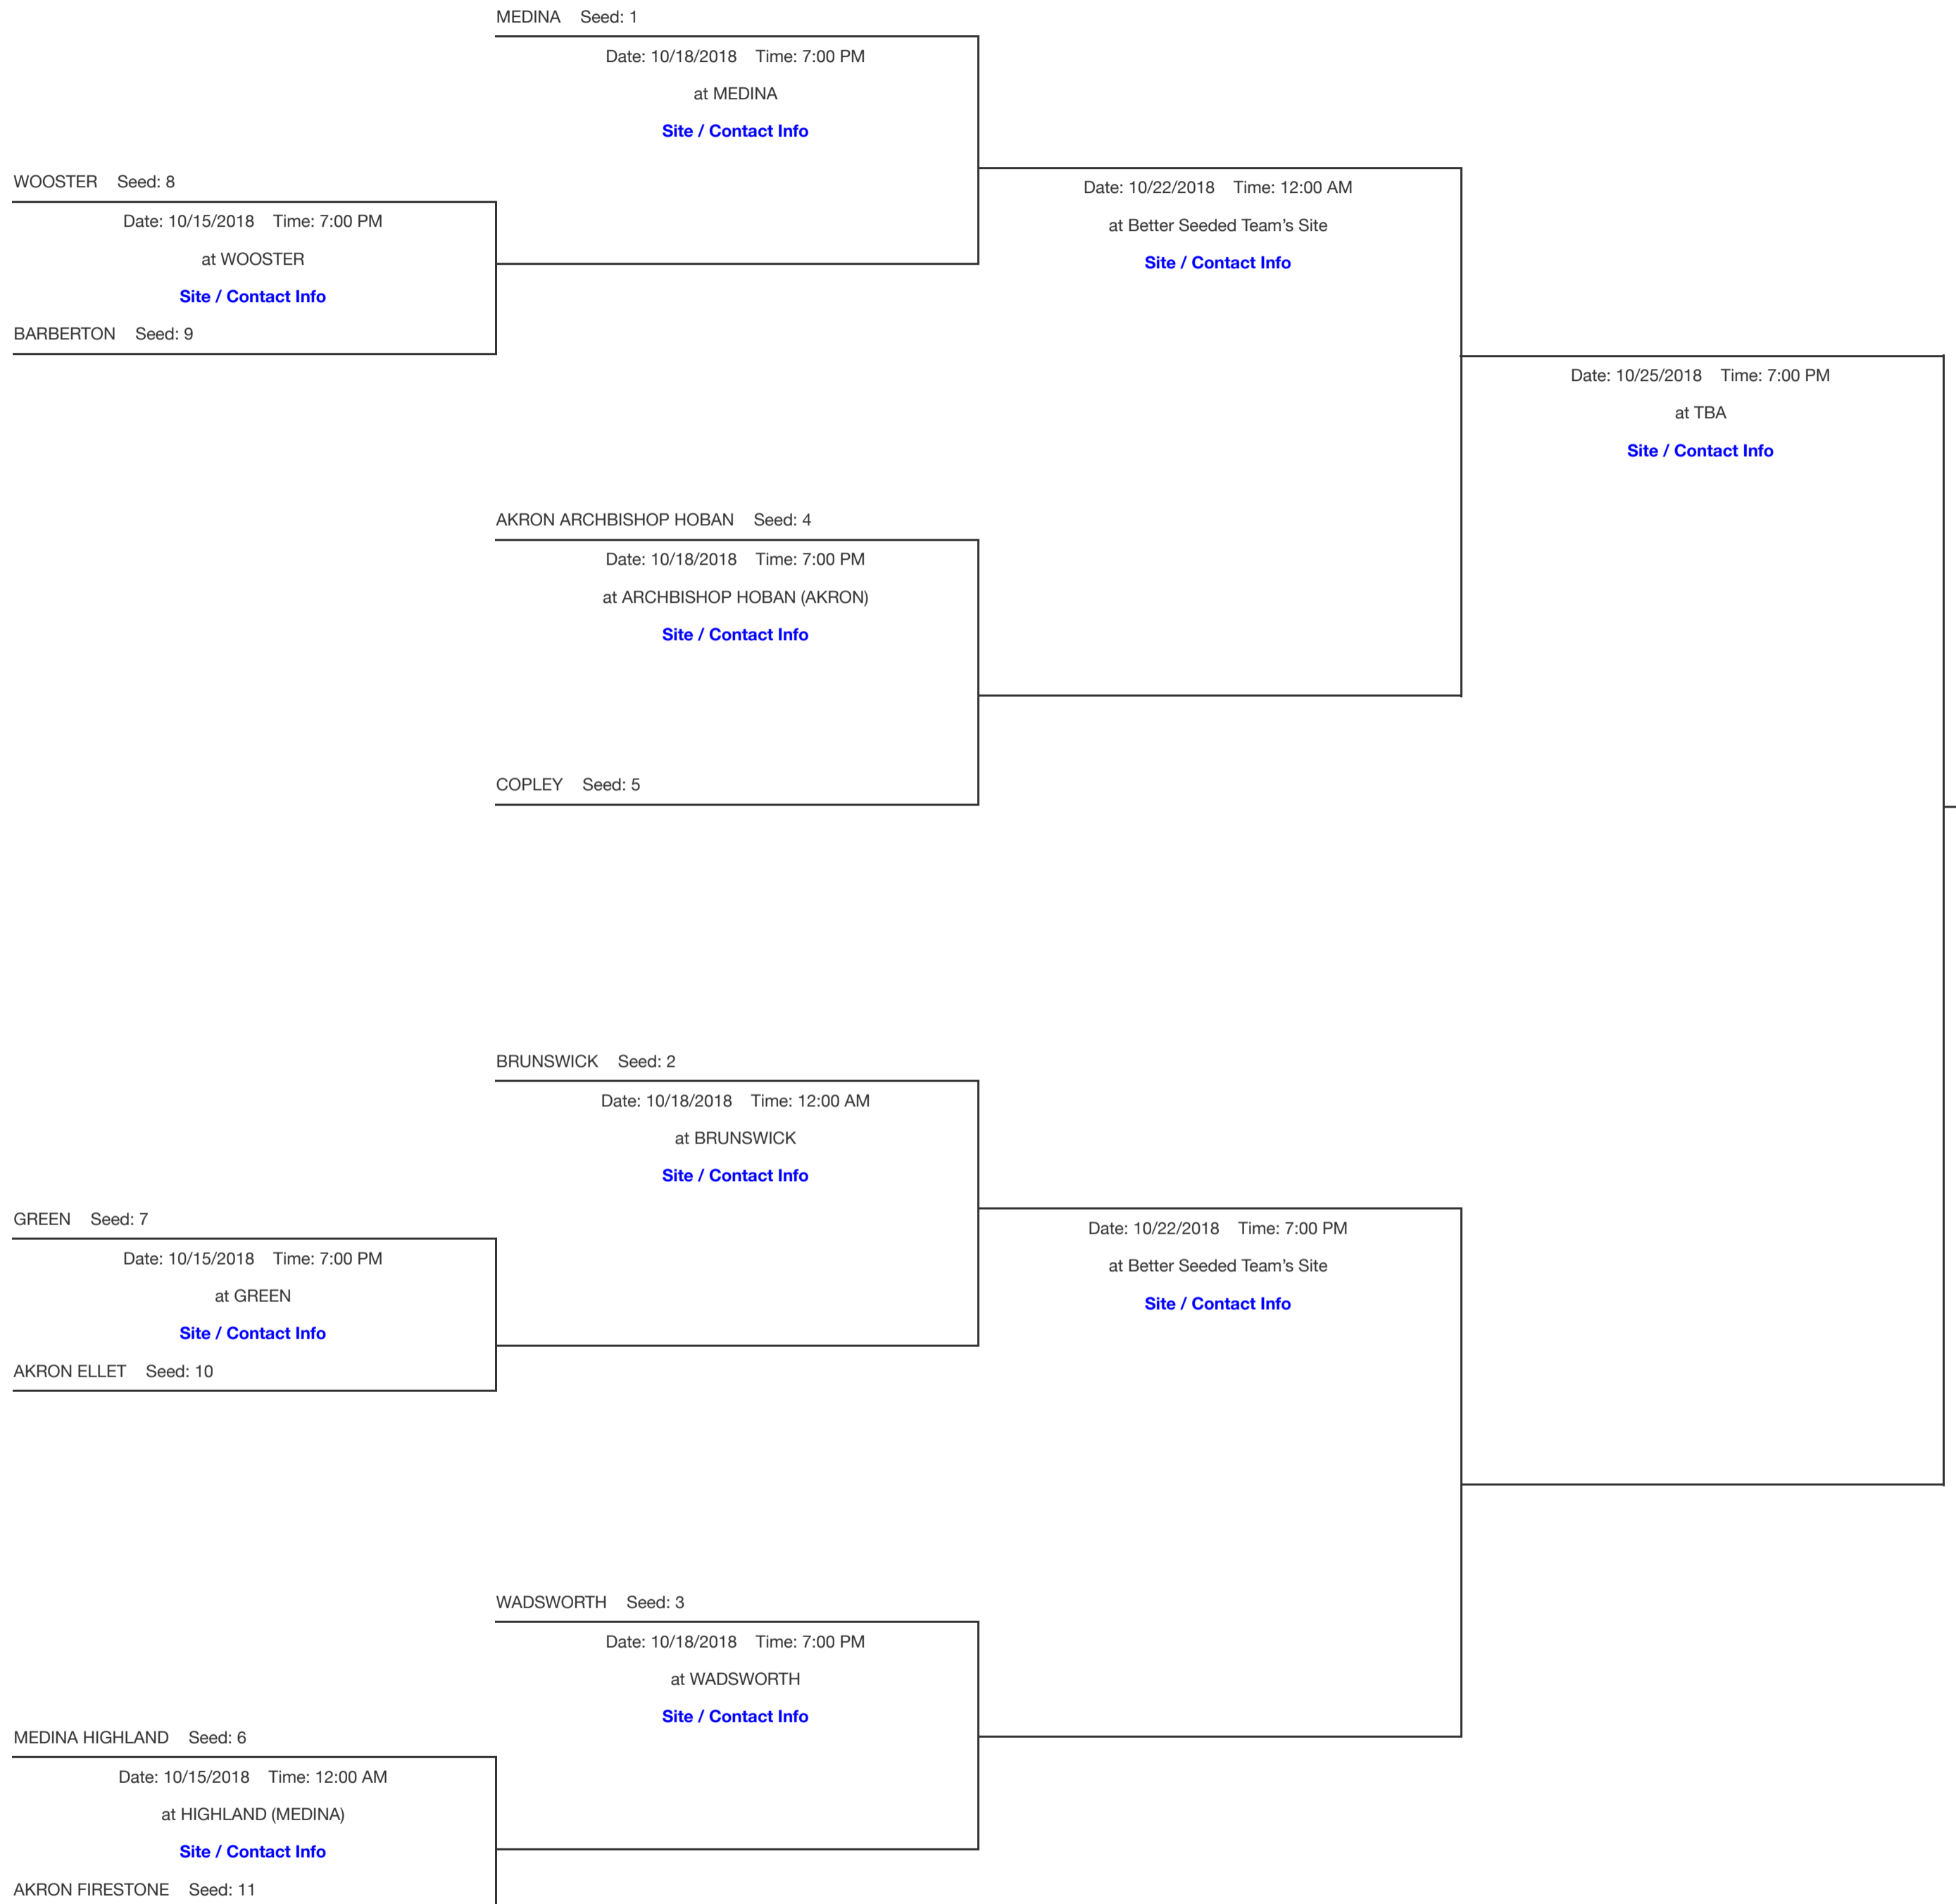 MEDINA Seed: 1
Date: 10/18/2018 Time: 7:00 PM
at MEDINA
Site / Contact Info
WOOSTER Seed: 8
Date: 10/15/2018 Time: 7:00 PM
at WOOSTER
Site / Contact Info
BARBERTON Seed: 9
Date: 10/22/2018 Time: 12:00 AM
at Better Seeded Team's Site
Site / Contact Info
Date: 10/25/2018 Time: 7:00 PM
at TBA
Site / Contact Info
AKRON ARCHBISHOP HOBAN Seed: 4
Date: 10/18/2018 Time: 7:00 PM
at ARCHBISHOP HOBAN (AKRON)
Site / Contact Info
COPLEY Seed: 5
BRUNSWICK Seed: 2
Date: 10/18/2018 Time: 12:00 AM
at BRUNSWICK
Site / Contact Info
GREEN Seed: 7
Date: 10/15/2018 Time: 7:00 PM
at GREEN
Site / Contact Info
AKRON ELLET Seed: 10
Date: 10/22/2018 Time: 7:00 PM
at Better Seeded Team's Site
Site / Contact Info
WADSWORTH Seed: 3
Date: 10/18/2018 Time: 7:00 PM
at WADSWORTH
Site / Contact Info
MEDINA HIGHLAND Seed: 6
Date: 10/15/2018 Time: 12:00 AM
at HIGHLAND (MEDINA)
Site / Contact Info
AKRON FIRESTONE Seed: 11